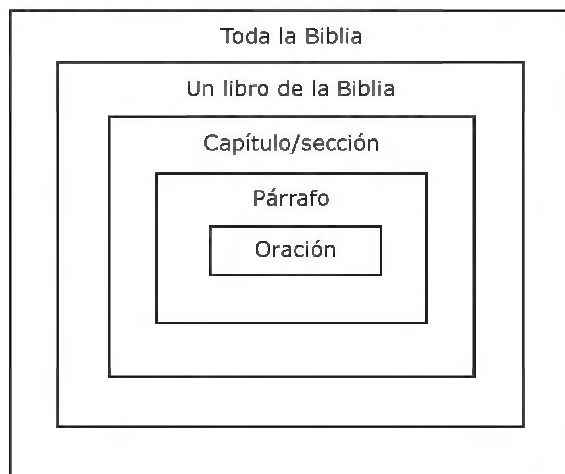 Toda la Biblia
Un libro de la Biblia
Capítulo/sección
Párrafo
Oración